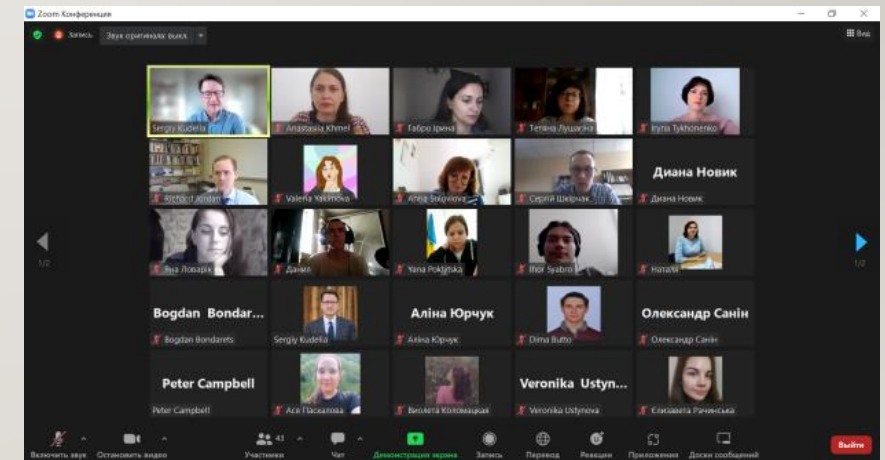 Zoom Конференция
Запись
Звук оригинала: выкл.
Вид
Sergiy Kudelia
Anastasiia Khmel
Габро Ірина
Тетяна Лушагіна
Iryna Tykhonenko
Richard Jordan
Valeria Yakimova
Anna Soloviova
Сергій Шкірчак
Диана Новик
Диана Новик
Яна Ловарік
Данил
Yana Poklytska
Ihor Syabro
Наталя
1/2
1/2
Bogdan Bondar...
Bogdan Bondarets
Sergiy Kudelia
Аліна Юрчук
Аліна Юрчук
Dima Butto
Олександр Санін
Олександр Санін
Peter Campbell
Peter Campbell
Ася Паскалова
Виолета Коломацкая
Veronika Ustyn...
Veronika Ustynova
Єлизавета Рачинська
Включить звук
Остановить видео
Участники
43
Чат
Демонстрация экрана
Запись
Перевод
Реакции
Приложения
Доски сообщений
Выйти